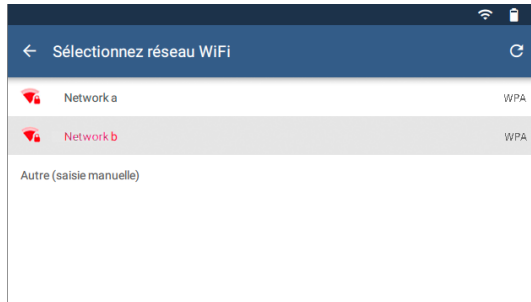 Sélectionnez réseau WiFi
Network a WPA
Network b WPA
Autre (saisie manuelle)